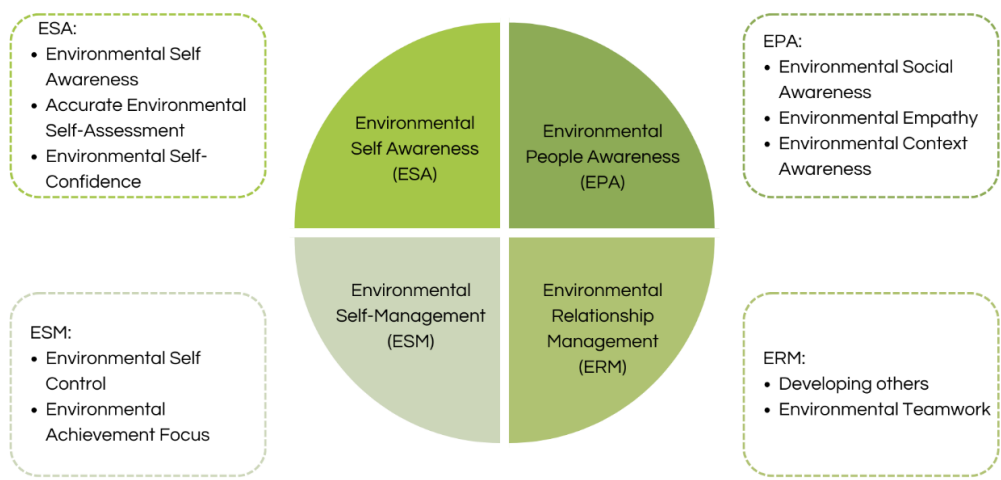 ESA:
• Environmental Self
Awareness
• Accurate Environmental
Self-Assessment
• Environmental Self-
Confidence
Environmental
Self Awareness
(ESA)
Environmental
People Awareness
(EPA)
EPA:
• Environmental Social
Awareness
• Environmental Empathy
• Environmental Context
Awareness
ESM:
• Environmental Self
Control
• Environmental
Achievement Focus
Environmental
Self-Management
(ESM)
Environmental
Relationship
Management
(ERM)
ERM:
• Developing others
• Environmental Teamwork